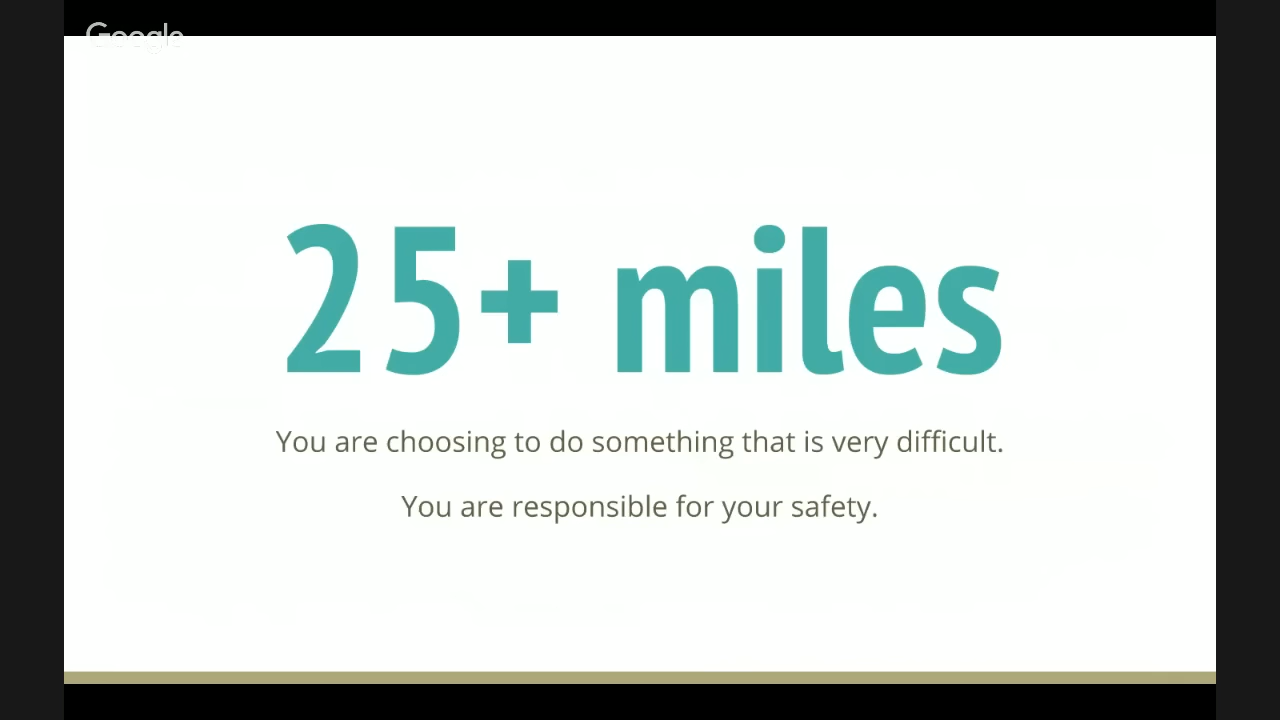 Google
25+ miles
You are choosing to do something that is very difficult.
You are responsible for your safety.